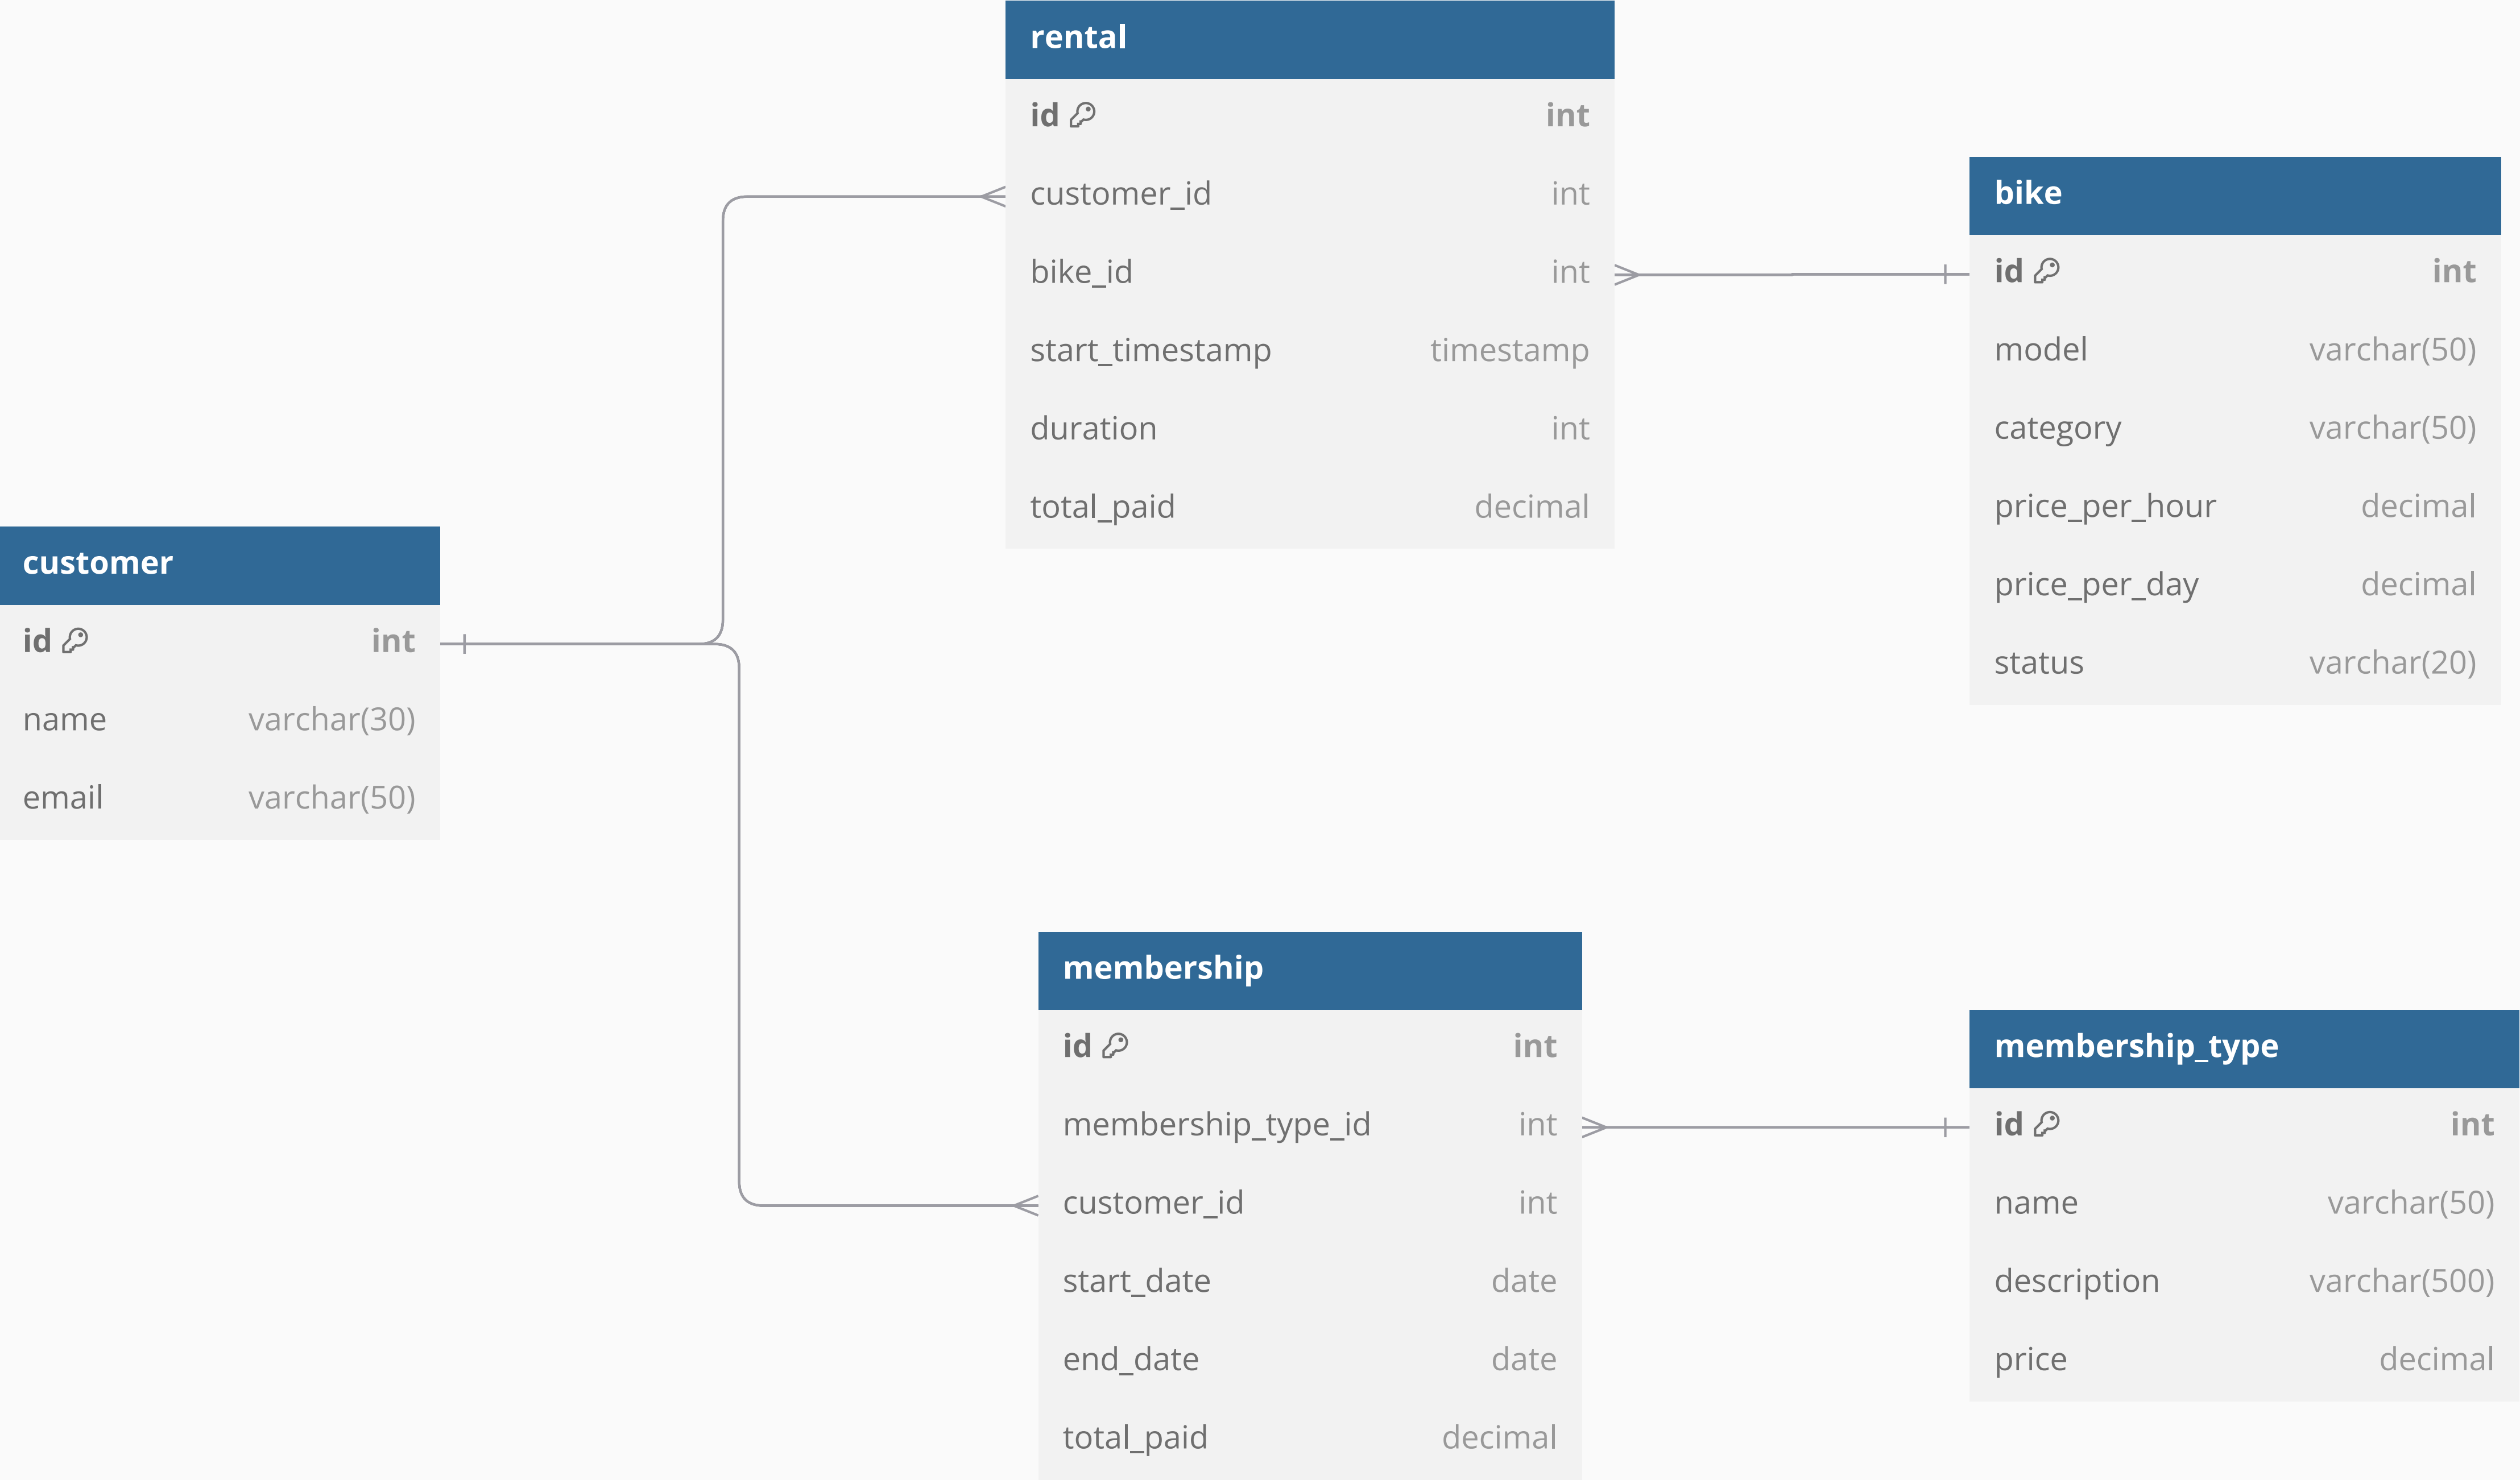 rental
id int
customer_id int
bike_id int
start_timestamp timestamp
duration int
total_paid decimal
bike
id int
model varchar(50)
category varchar(50)
price_per_hour decimal
price_per_day decimal
status varchar(20)
customer
id int
name varchar(30)
email varchar(50)
membership
id int
membership_type_id int
customer_id int
start_date date
end_date date
total_paid decimal
membership_type
id int
name varchar(50)
description varchar(500)
price decimal